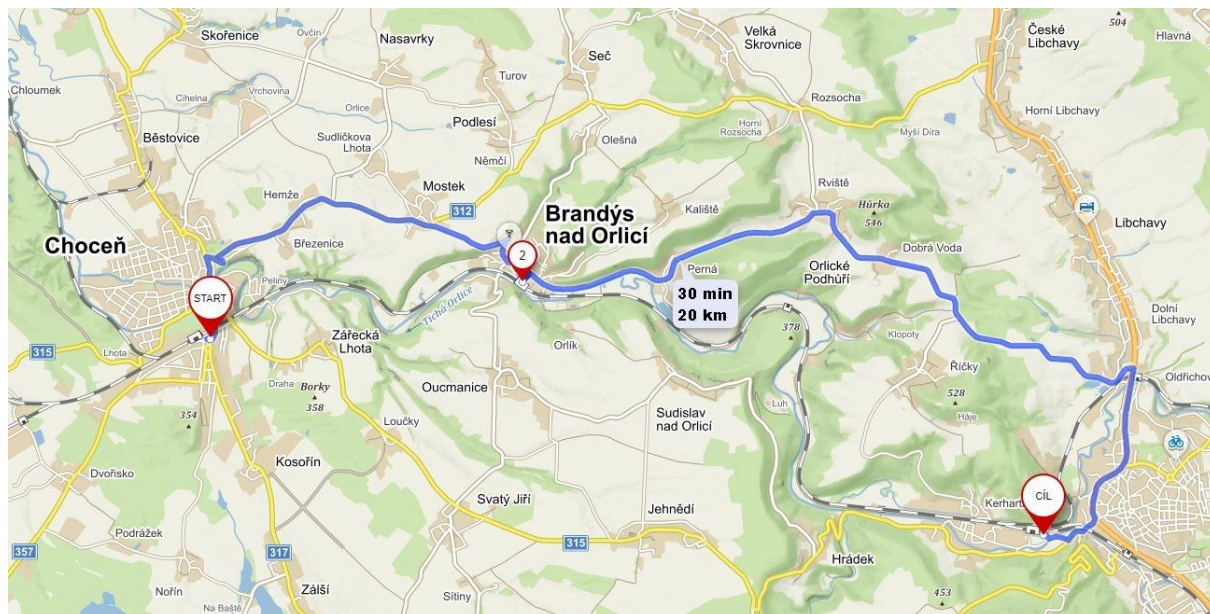 504
Skořenice
Ovčín
Nasavrky
Velká
Skrovnice
České
Libchavy
Hlavná
Seč
Chloumek
Cihelna
Vrchovina
Turov
Rozsocha
Orlice
Horní Libchavy
Běstovice
Sudličkova
Lhota
Podlesí
Horní
Rozsocha
Myší Díra
Olešná
Němčí
Mostek
312
Hemže
Kaliště
Rviště
Hůrka
546
Libchavy
Brandýs
nad Orlicí
Choceň
Březenice
Dobrá Voda
2
Orlické
Podhůří
Perná
30 min
20 km
Peliny
START
Tichá Orlice
Dolní
Libchavy
378
Klopoty
Zářecká
Lhota
Orlík
315
Lhota
Říčky
Oldřichov
Draha
Borky
358
Oucmanice
528
Luh
Háje
354
Loučky
Sudislav
nad Orlicí
Kosořín
Dvořisko
CÍL
Svatý Jiří
Kerhart
Jehnědí
Podrážek
315
357
317
Hrádek
Nořín
Zálší
Sítiny
453
Na Baště